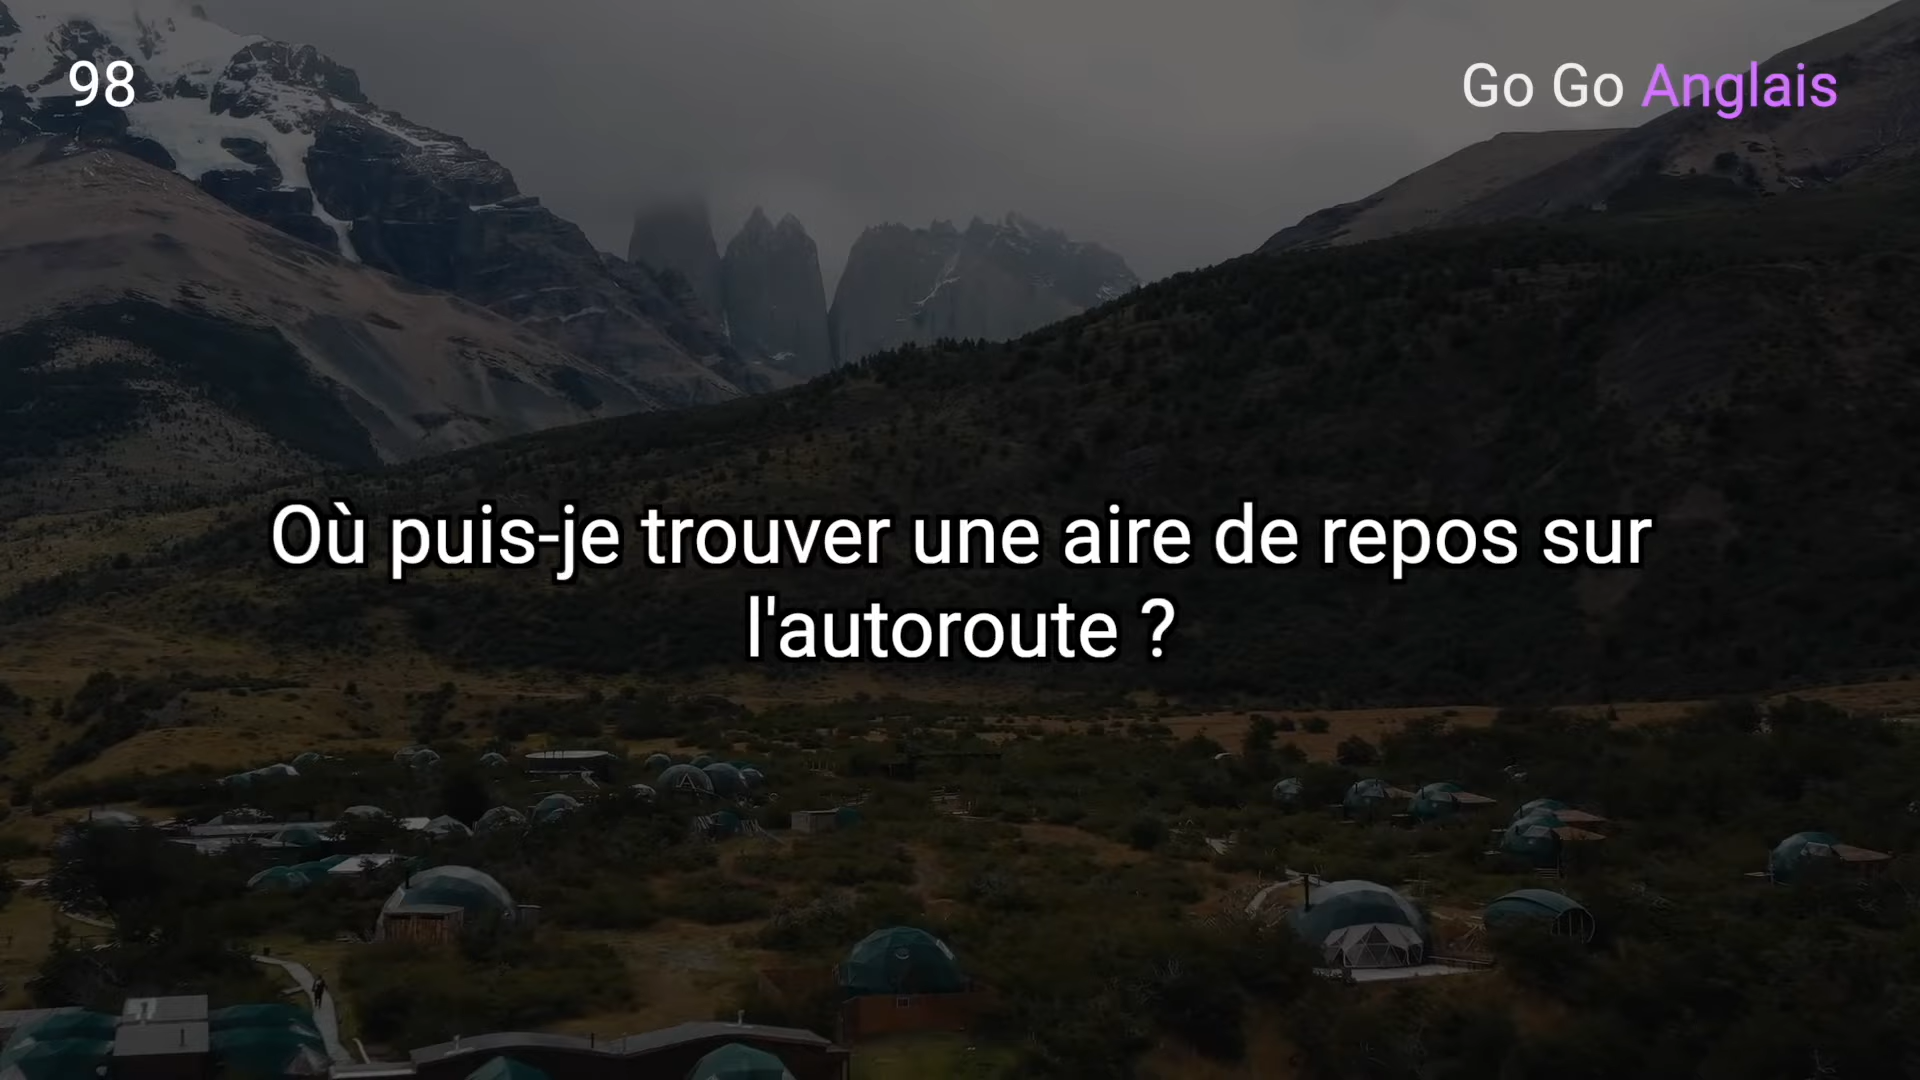 98
Go Go Anglais
Où puis-je trouver une aire de repos sur
l'autoroute ?